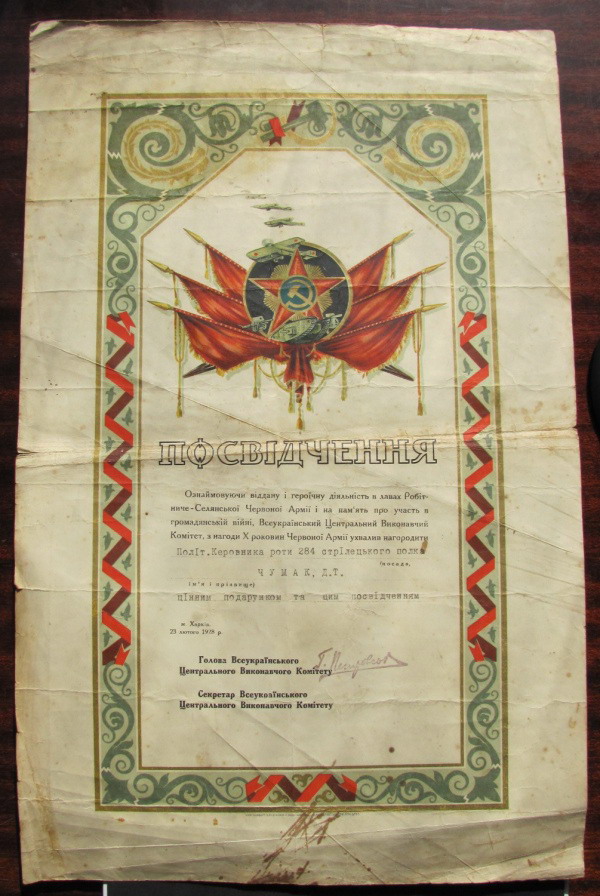 ПОСВІДЧЕННЯ
Ознаймовуючи віддану і героїчну діяльність в лавах Робіт-
ниче-Селянської Червоної Армії і на пам'ять про участь в
громадянській війні, Всеукраїнський Центральний Виконавчий
Комітет, з нагоди X роковин Червоної Армії ухвалив нагородити
Політ.Керовника роти 284 стрілецького полка
(посада,
ЧУМАК, Д.Т.
ім'я і прізвище)
цінним подарунком та цим посвідченням
м. Харків.
23 лютого 1928 р.
Голова Всеукраїнського
Центрального Виконавчого Комітету
Секретар Всеукраїнського
Центрального Виконавчого Комітету